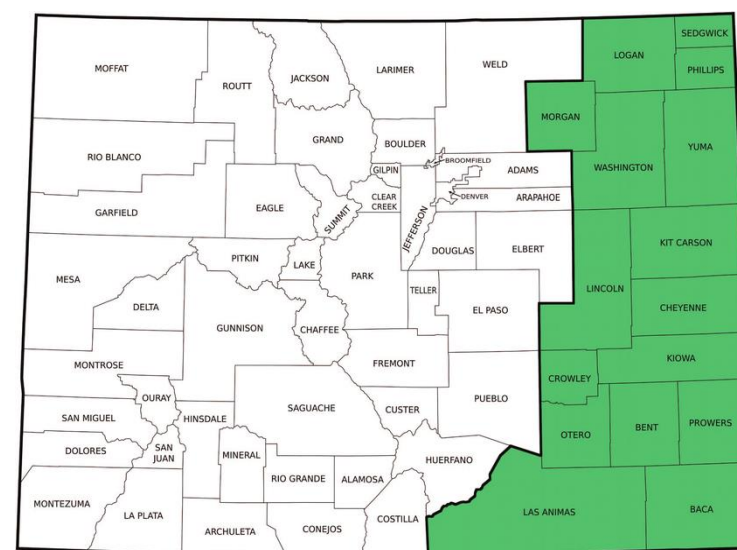 MOFFAT
ROUTT
JACKSON
LARIMER
WELD
LOGAN
SEDGWICK
PHILLIPS
MORGAN
RIO BLANCO
GRAND
BOULDER
BROOMFIELD
WASHINGTON
YUMA
GILPIN
ADAMS
GARFIELD
EAGLE
SUMMIT
CLEAR
CREEK
JEFFERSON
DENVER
ARAPAHOE
PITKIN
LAKE
PARK
DOUGLAS
ELBERT
KIT CARSON
MESA
DELTA
TELLER
LINCOLN
GUNNISON
CHAFFEE
EL PASO
CHEYENNE
MONTROSE
FREMONT
CROWLEY
KIOWA
OURAY
SAN MIGUEL
HINSDALE
SAGUACHE
CUSTER
PUEBLO
OTERO
BENT
PROWERS
DOLORES
SAN
JUAN
MINERAL
RIO GRANDE
ALAMOSA
HUERFANO
MONTEZUMA
LA PLATA
ARCHULETA
CONEJOS
COSTILLA
LAS ANIMAS
BACA